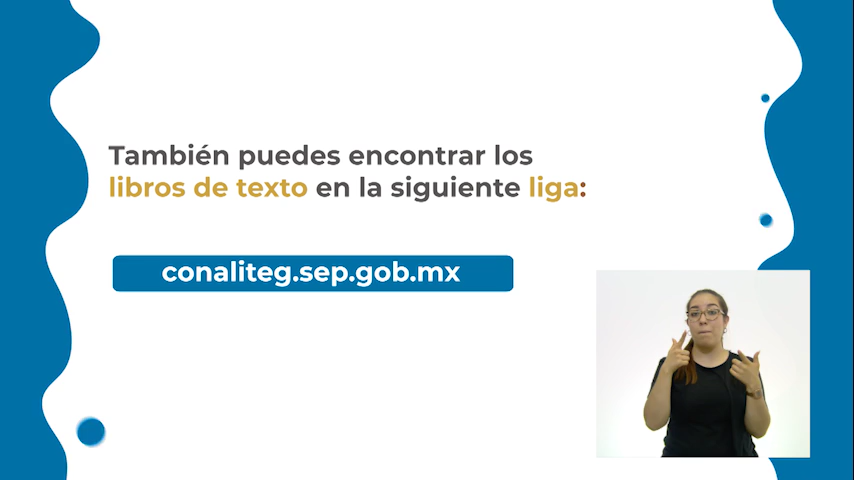 También puedes encontrar los
libros de texto en la siguiente liga:
conaliteg.sep.gob.mx